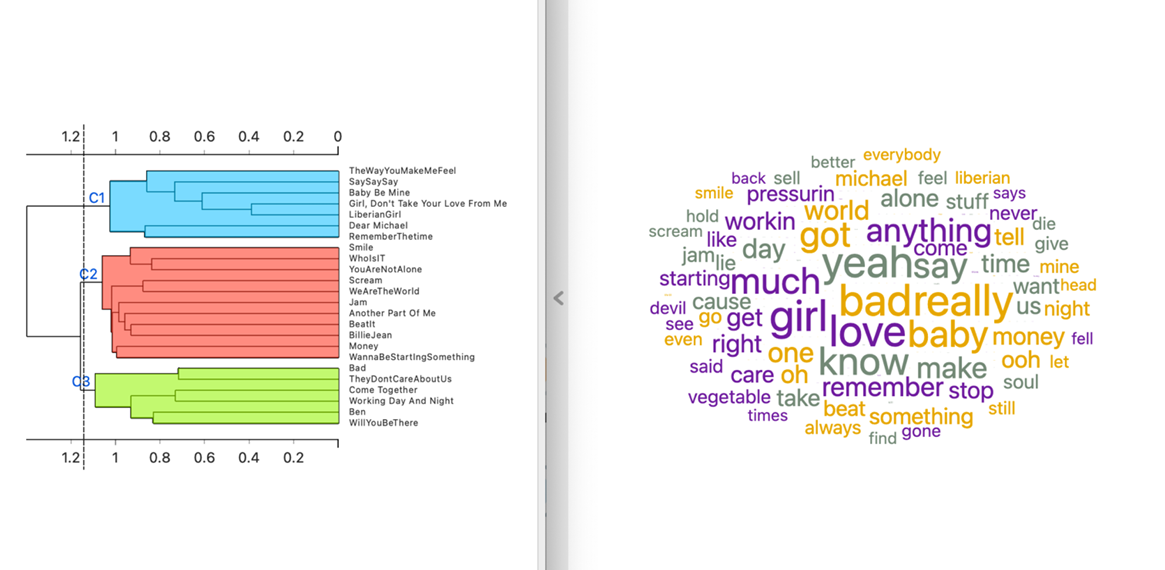 1.2 1 0.8 0.6 0.4 0.2 0
C1
TheWayYouMakeMeFeel
SaySaySay
Baby Be Mine
Girl, Don't Take Your Love From Me
LiberianGirl
Dear Michael
RememberThetime
C2
Smile
WhoIsIT
YouAreNotAlone
Scream
WeAreTheWorld
Jam
Another Part Of Me
BeatIt
BillieJean
Money
WannaBeStartIngSomething
C3
Bad
TheyDontCareAboutUs
Come Together
Working Day And Night
Ben
WillYouBeThere
1.2 1 0.8 0.6 0.4 0.2
better everybody
back sell michael feel liberian
smile pressurin alone stuff says
hold workin world never die
scream like got anything tell give
jam lie day come
yeah say time mine
starting much want head
devil cause bad really us night
see go get girl
even right love baby money fell
said one know make ooh let
care oh soul
vegetable take remember stop
times beat something still
always find gone